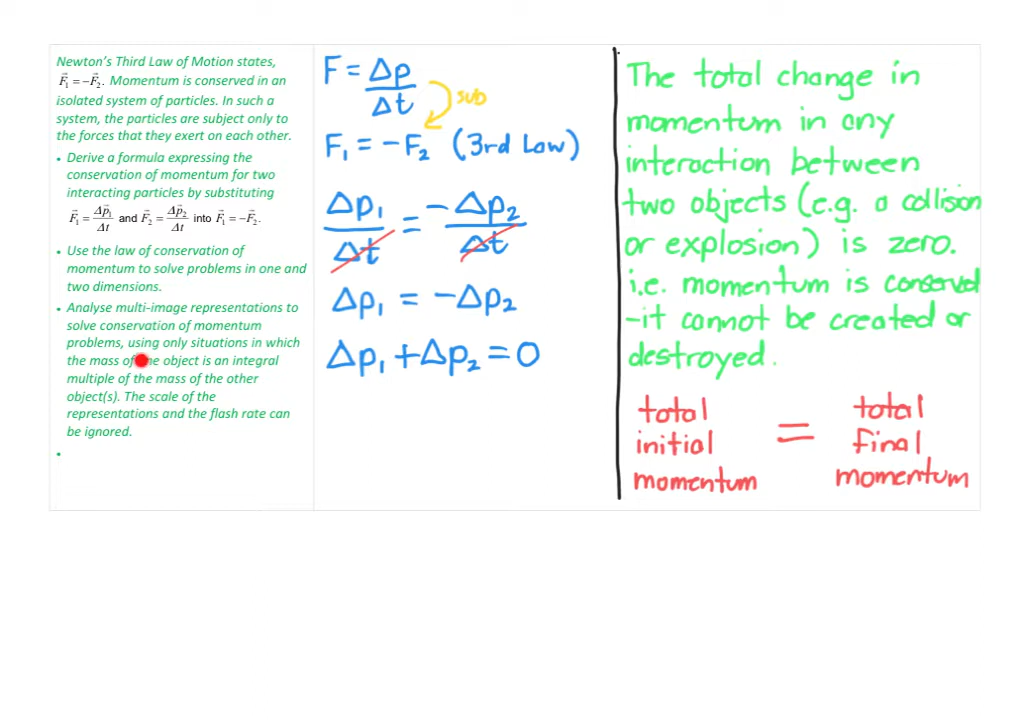 Newton's Third Law of Motion states,
F⃗₁ = −F⃗₂. Momentum is conserved in an
isolated system of particles. In such a
system, the particles are subject only to
the forces that they exert on each other.
• Derive a formula expressing the
conservation of momentum for two
interacting particles by substituting
F⃗₁ = Δp⃗₁/Δt and F⃗₂ = Δp⃗₂/Δt into F⃗₁ = −F⃗₂.
• Use the law of conservation of
momentum to solve problems in one and
two dimensions.
• Analyse multi-image representations to
solve conservation of momentum
problems, using only situations in which
the mass of the object is an integral
multiple of the mass of the other
object(s). The scale of the
representations and the flash rate can
be ignored.
•
F = Δp/Δt
sub
F₁ = −F₂ (3rd Law)
Δp₁/Δt = −Δp₂/Δt
Δp₁ = −Δp₂
Δp₁ + Δp₂ = 0
The total change in
momentum in any
interaction between
two objects (e.g. a collision
or explosion) is zero.
i.e. momentum is conserved
-it cannot be created or
destroyed.
total initial momentum = total final momentum